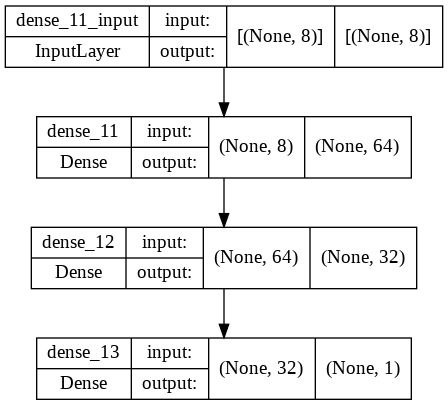 dense_11_input input: [(None, 8)] [(None, 8)]
InputLayer output:
dense_11 input: (None, 8) (None, 64)
Dense output:
dense_12 input: (None, 64) (None, 32)
Dense output:
dense_13 input: (None, 32) (None, 1)
Dense output: